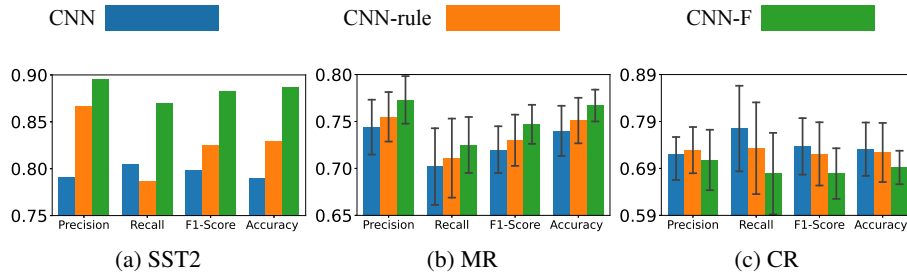 CNN CNN-rule CNN-F
0.90
0.85
0.80
0.75
Precision Recall F1-Score Accuracy
(a) SST2
0.80
0.75
0.70
0.65
Precision Recall F1-Score Accuracy
(b) MR
0.89
0.79
0.69
0.59
Precision Recall F1-Score Accuracy
(c) CR